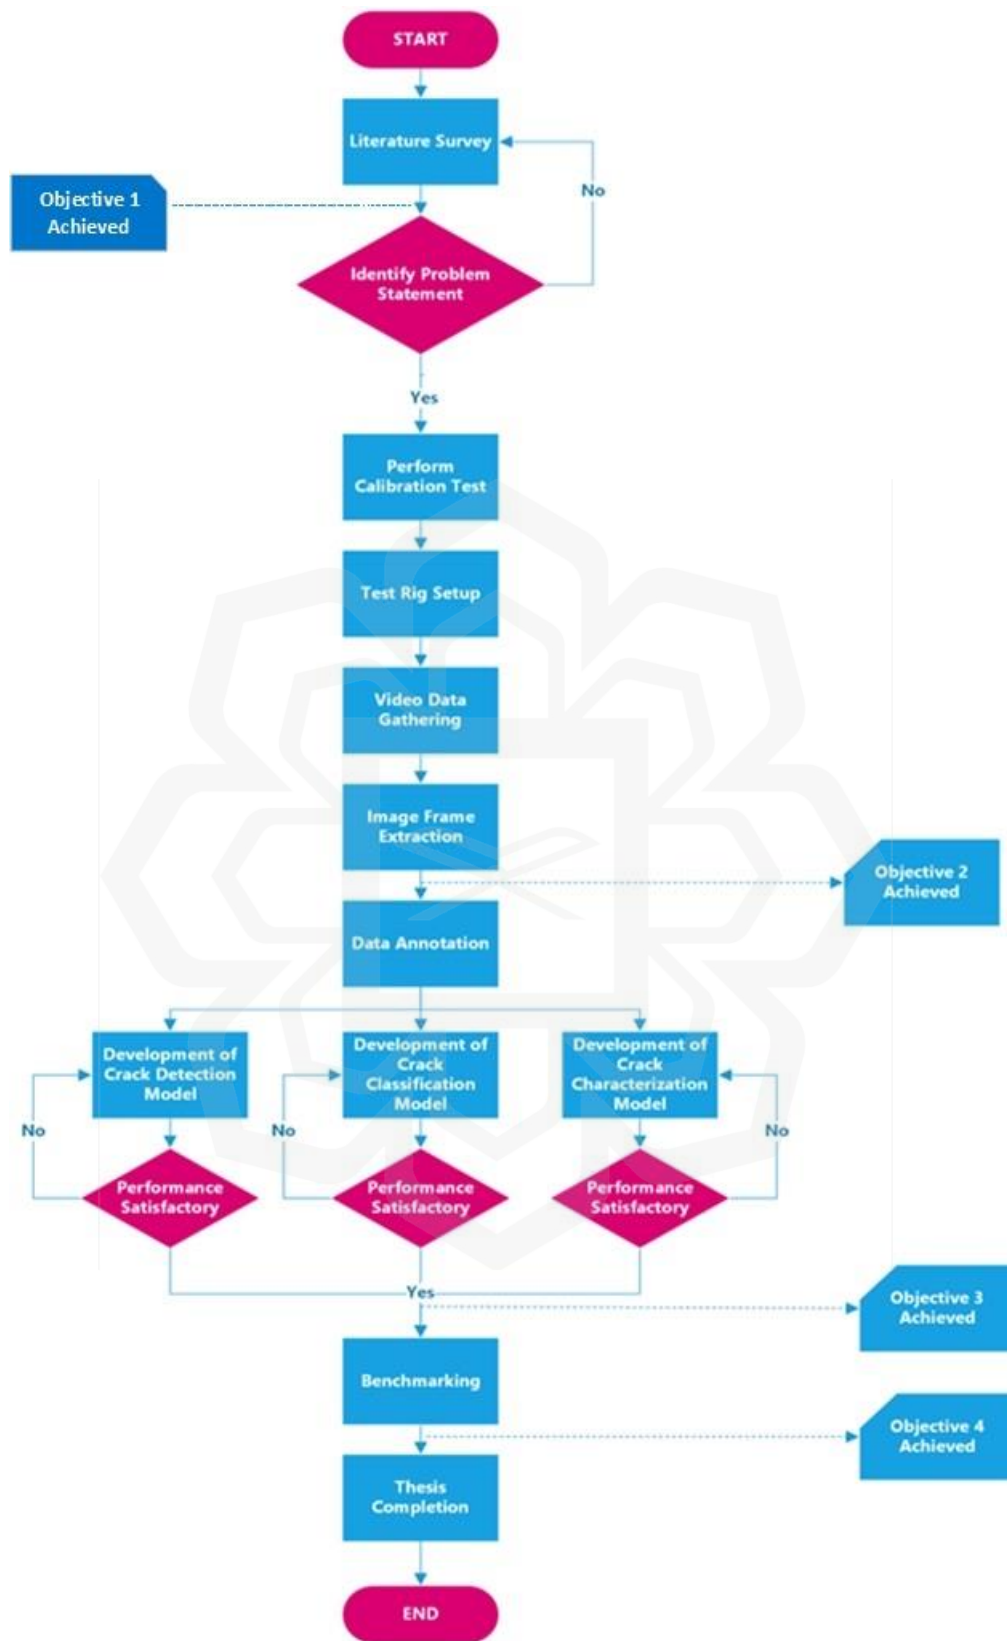 START
Literature Survey
No
Objective 1
Achieved
Identify Problem
Statement
Yes
Perform
Calibration Test
Test Rig Setup
Video Data
Gathering
Image Frame
Extraction
Objective 2
Achieved
Data Annotation
Development of
Crack Detection
Model
Development of
Crack
Classification
Model
Development of
Crack
Characterization
Model
No
No
No
Performance
Satisfactory
Performance
Satisfactory
Performance
Satisfactory
Yes
Objective 3
Achieved
Benchmarking
Objective 4
Achieved
Thesis
Completion
END